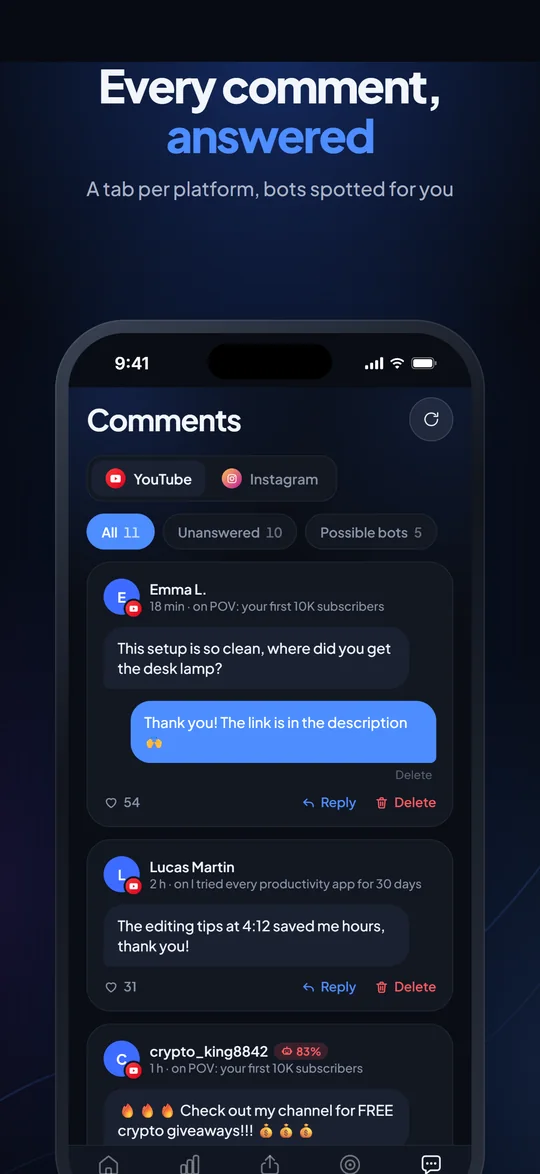 Every comment,
answered
A tab per platform, bots spotted for you
9:41
Comments
YouTube Instagram
All 11 Unanswered 10 Possible bots 5
E Emma L.
18 min · on POV: your first 10K subscribers
This setup is so clean, where did you get
the desk lamp?
Thank you! The link is in the description
🙌
Delete
54 Reply Delete
L Lucas Martin
2 h · on I tried every productivity app for 30 days
The editing tips at 4:12 saved me hours,
thank you!
31 Reply Delete
C crypto_king8842 83%
1 h · on POV: your first 10K subscribers
🔥 🔥 🔥 Check out my channel for FREE
crypto giveaways!!! 💰 💰 💰